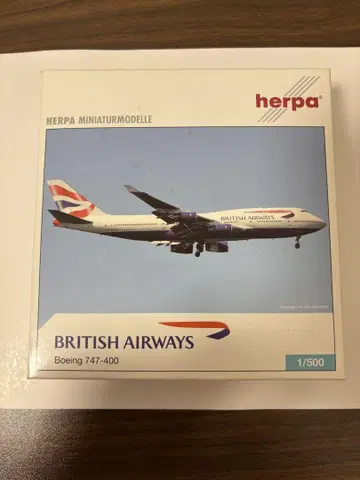 herpa®
HERPA MINIATURMODELLE
BRITISH AIRWAYS
BRITISH AIRWAYS
Boeing 747-400
1/500